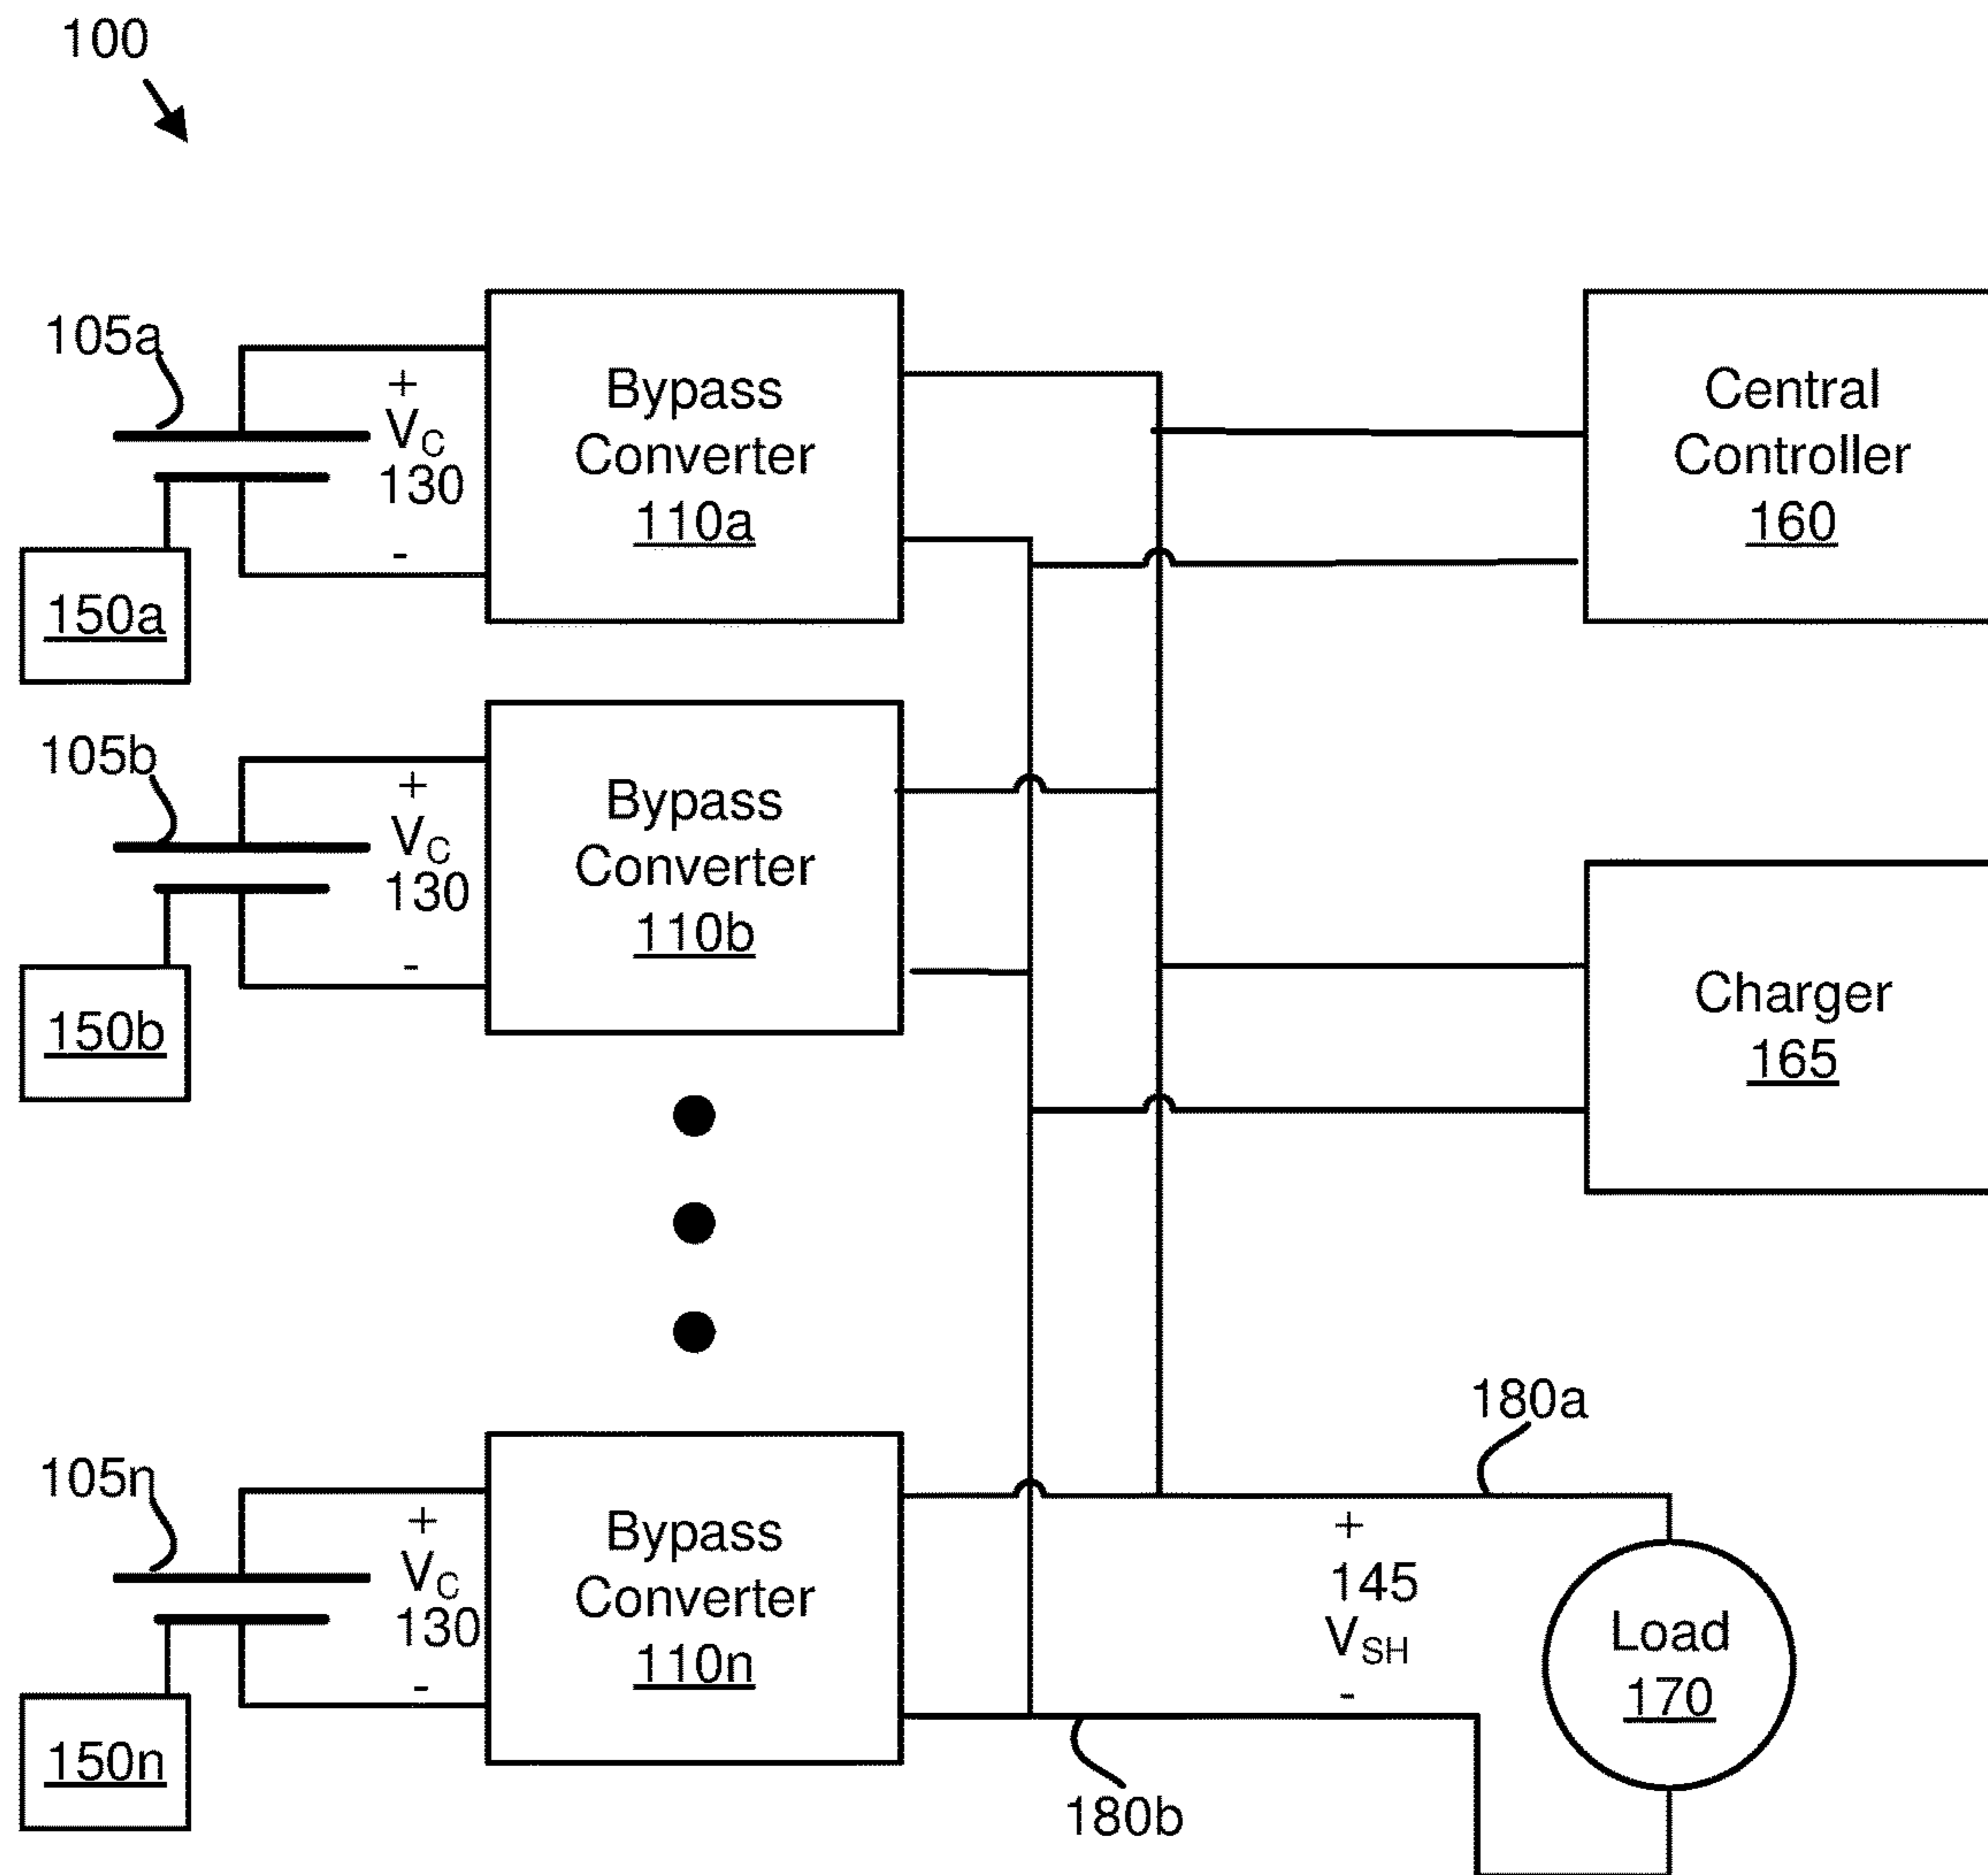 100
105a
+
VC
130
-
150a
Bypass
Converter
110a
Central
Controller
160
105b
+
VC
130
-
150b
Bypass
Converter
110b
Charger
165
105n
+
VC
130
-
150n
Bypass
Converter
110n
180a
+
145
VSH
-
Load
170
180b